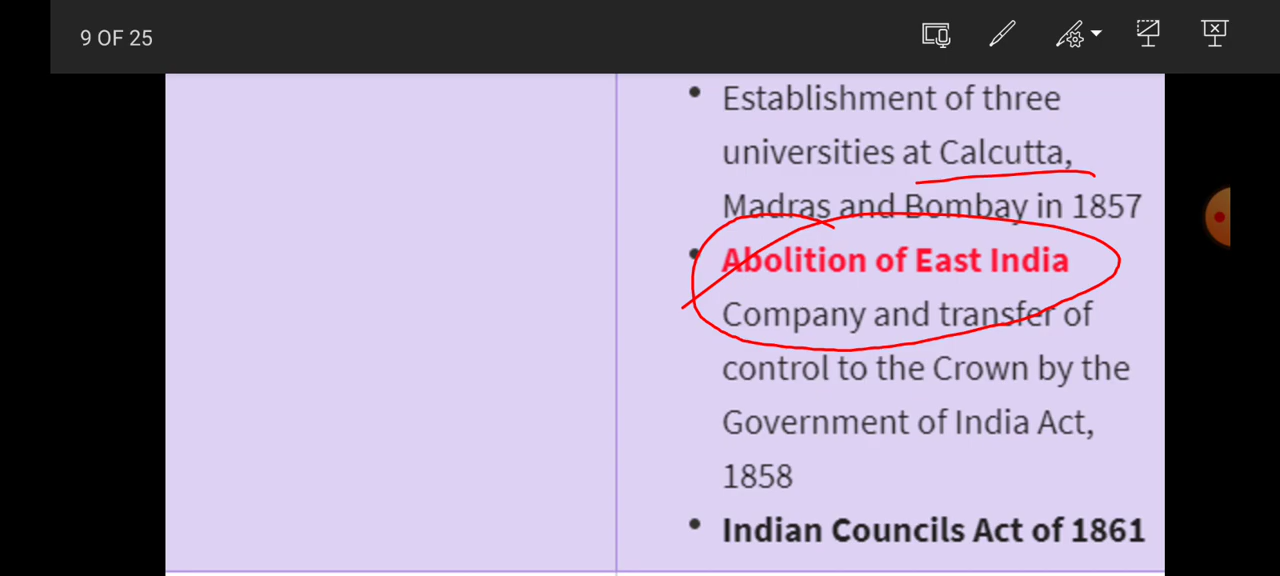 9 OF 25
Establishment of three
universities at Calcutta,
Madras and Bombay in 1857
Abolition of East India
Company and transfer of
control to the Crown by the
Government of India Act,
1858
Indian Councils Act of 1861